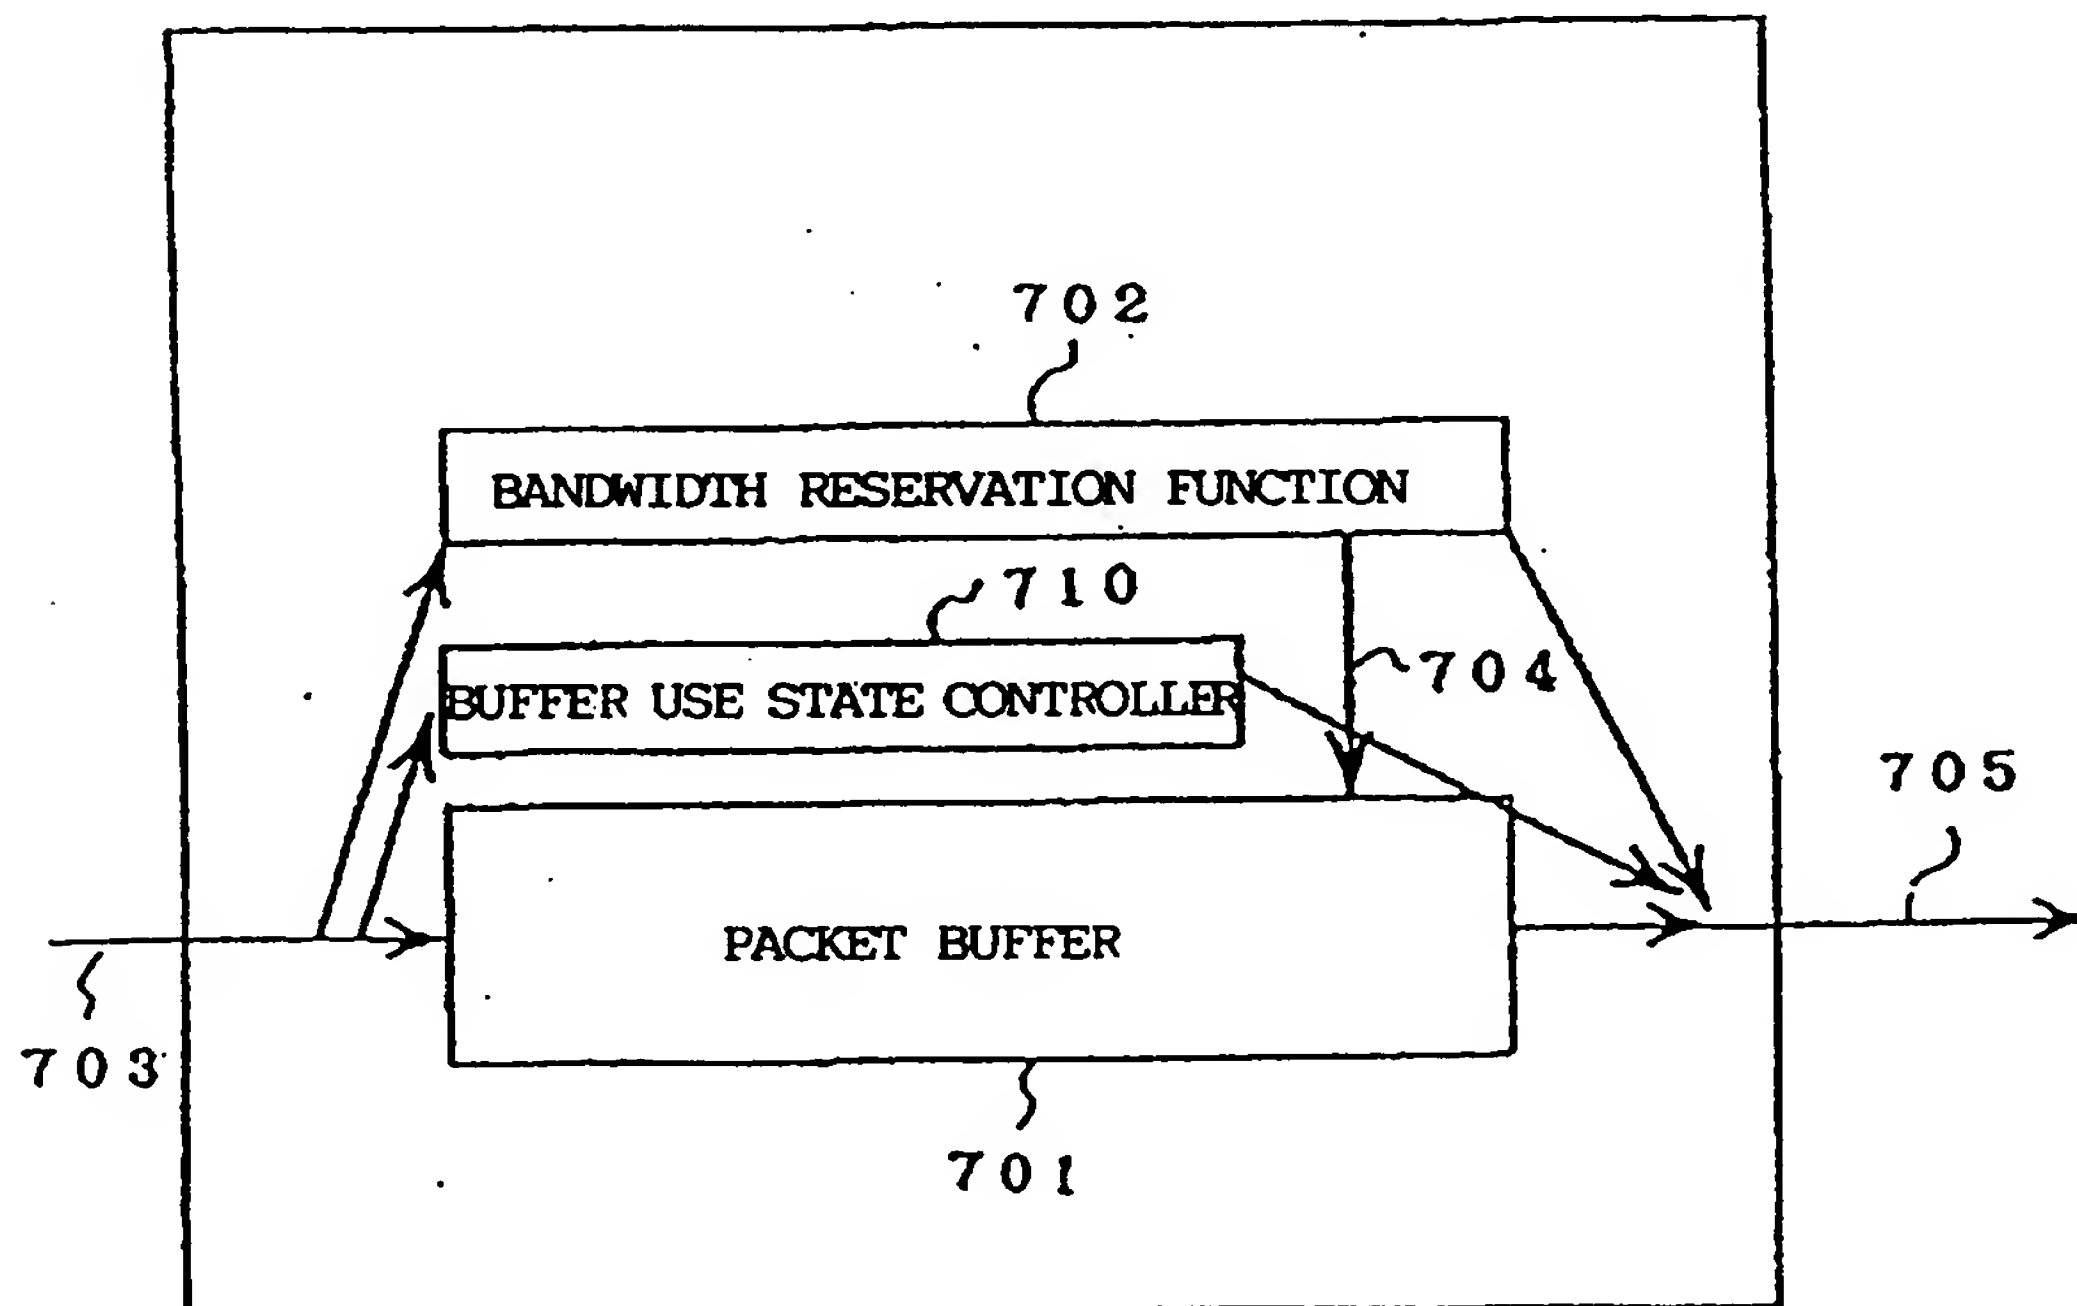 702
BANDWIDTH RESERVATION FUNCTION
710
BUFFER USE STATE CONTROLLER
704
705
PACKET BUFFER
703
701